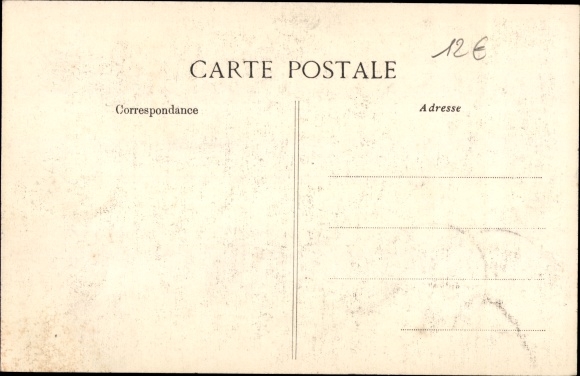 12€
CARTE POSTALE
Correspondance
Adresse